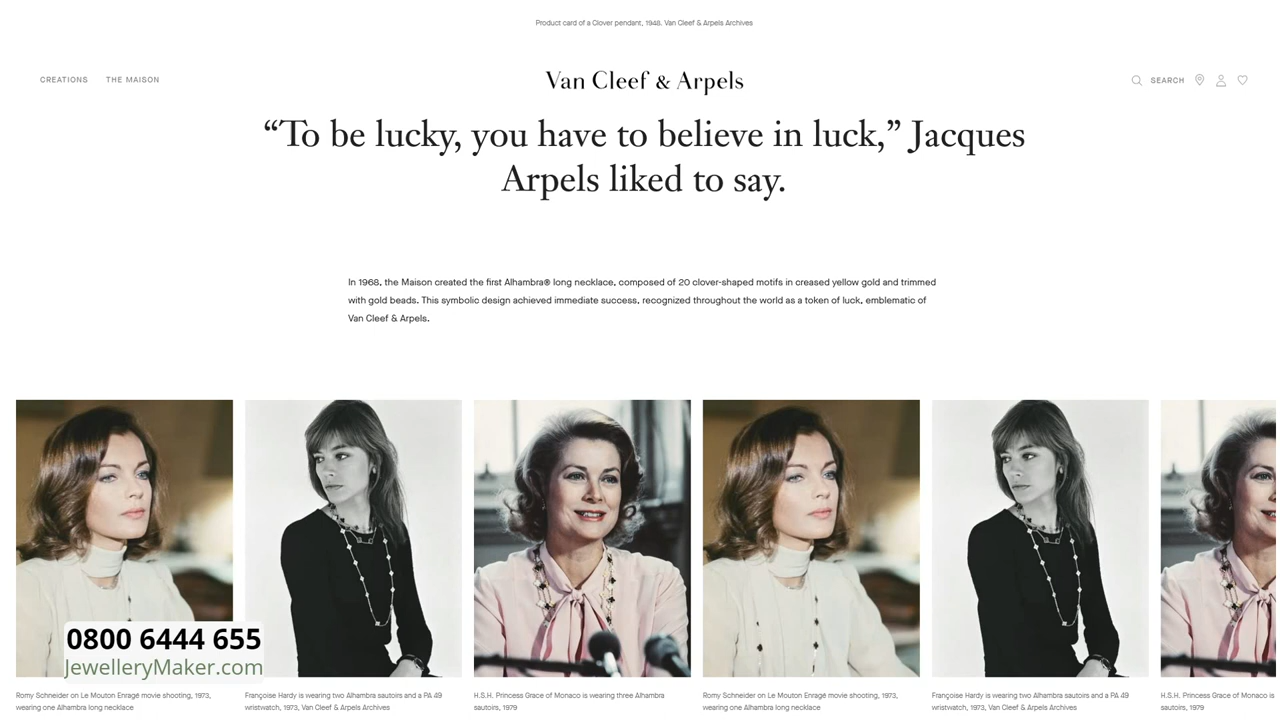 Product card of a Clover pendant, 1948. Van Cleef & Arpels Archives
CREATIONS THE MAISON
Van Cleef & Arpels
SEARCH
“To be lucky, you have to believe in luck,” Jacques
Arpels liked to say.
In 1968, the Maison created the first Alhambra® long necklace, composed of 20 clover-shaped motifs in creased yellow gold and trimmed
with gold beads. This symbolic design achieved immediate success, recognized throughout the world as a token of luck, emblematic of
Van Cleef & Arpels.
0800 6444 655
JewelleryMaker.com
Romy Schneider on Le Mouton Enragé movie shooting, 1973,
wearing one Alhambra long necklace
Françoise Hardy is wearing two Alhambra sautoirs and a PA 49
wristwatch, 1973, Van Cleef & Arpels Archives
H.S.H. Princess Grace of Monaco is wearing three Alhambra
sautoirs, 1979
Romy Schneider on Le Mouton Enragé movie shooting, 1973,
wearing one Alhambra long necklace
Françoise Hardy is wearing two Alhambra sautoirs and a PA 49
wristwatch, 1973, Van Cleef & Arpels Archives
H.S.H. Princess Grace of Monaco is
sautoirs, 1979